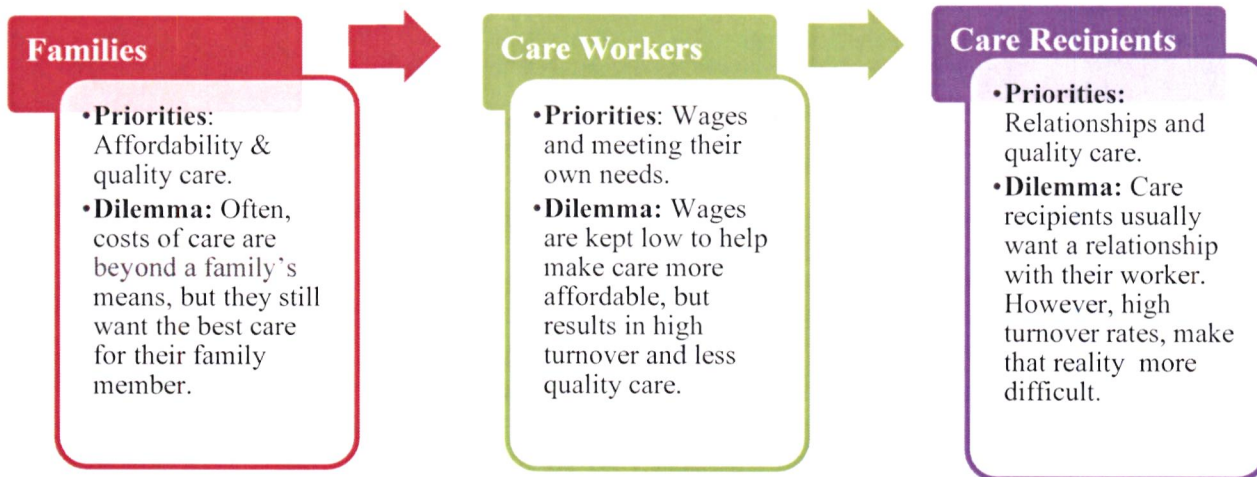 Families
•Priorities:
Affordability &
quality care.
•Dilemma: Often,
costs of care are
beyond a family's
means, but they still
want the best care
for their family
member.
Care Workers
•Priorities: Wages
and meeting their
own needs.
•Dilemma: Wages
are kept low to help
make care more
affordable, but
results in high
turnover and less
quality care.
Care Recipients
•Priorities:
Relationships and
quality care.
•Dilemma: Care
recipients usually
want a relationship
with their worker.
However, high
turnover rates, make
that reality more
difficult.